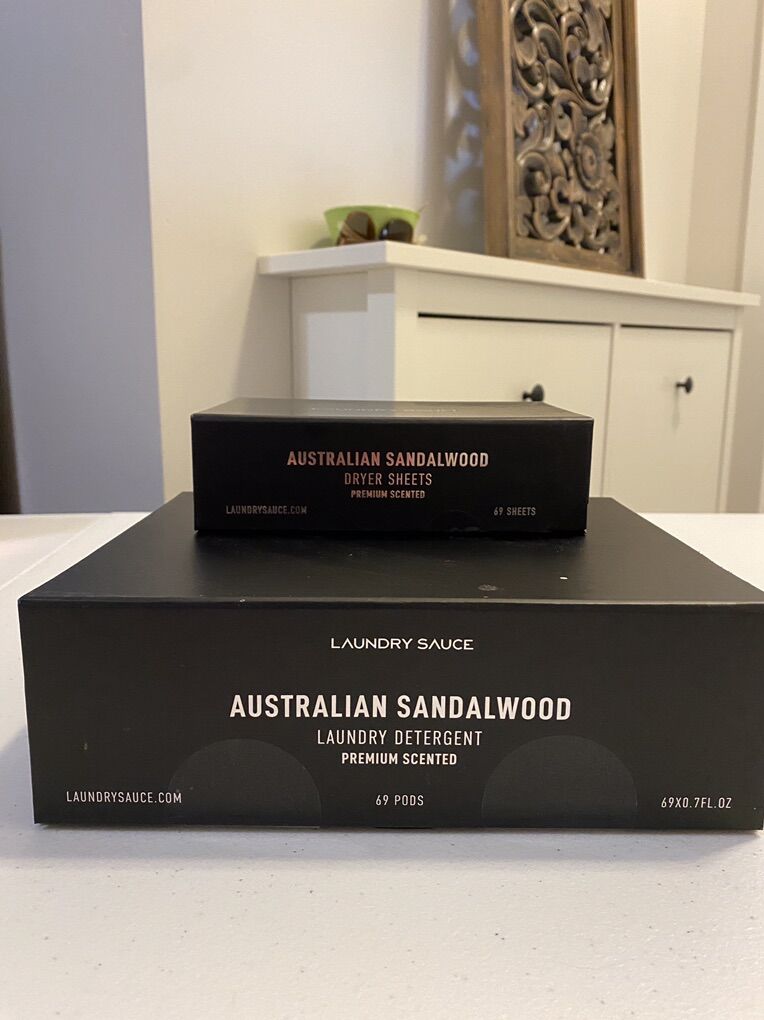 AUSTRALIAN SANDALWOOD
DRYER SHEETS
PREMIUM SCENTED
LAUNDRYSAUCE.COM
69 SHEETS
LAUNDRY SAUCE
AUSTRALIAN SANDALWOOD
LAUNDRY DETERGENT
PREMIUM SCENTED
LAUNDRYSAUCE.COM
69 PODS
69X0.7FL.OZ